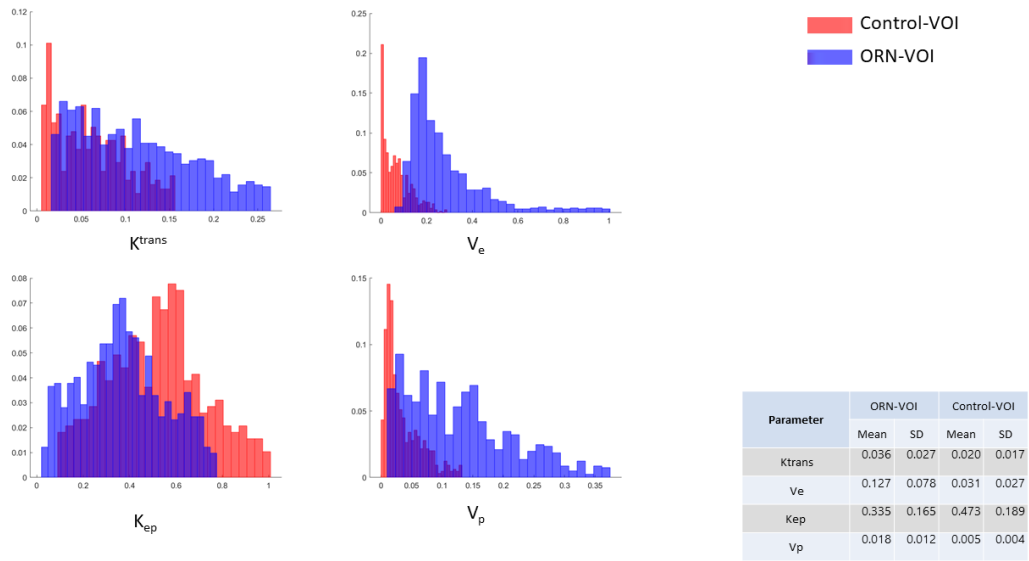 Control-VOI
ORN-VOI
0.12
0.1
0.08
0.06
0.04
0.02
0
0 0.05 0.1 0.15 0.2 0.25
Ktrans
0.25
0.2
0.15
0.1
0.05
0
0 0.2 0.4 0.6 0.8 1
Ve
0.08
0.07
0.06
0.05
0.04
0.03
0.02
0.01
0
0 0.2 0.4 0.6 0.8 1
Kep
0.15
0.1
0.05
0
0 0.05 0.1 0.15 0.2 0.25 0.3 0.35
Vp
Parameter ORN-VOI Control-VOI
Mean SD Mean SD
Ktrans 0.036 0.027 0.020 0.017
Ve 0.127 0.078 0.031 0.027
Kep 0.335 0.165 0.473 0.189
Vp 0.018 0.012 0.005 0.004